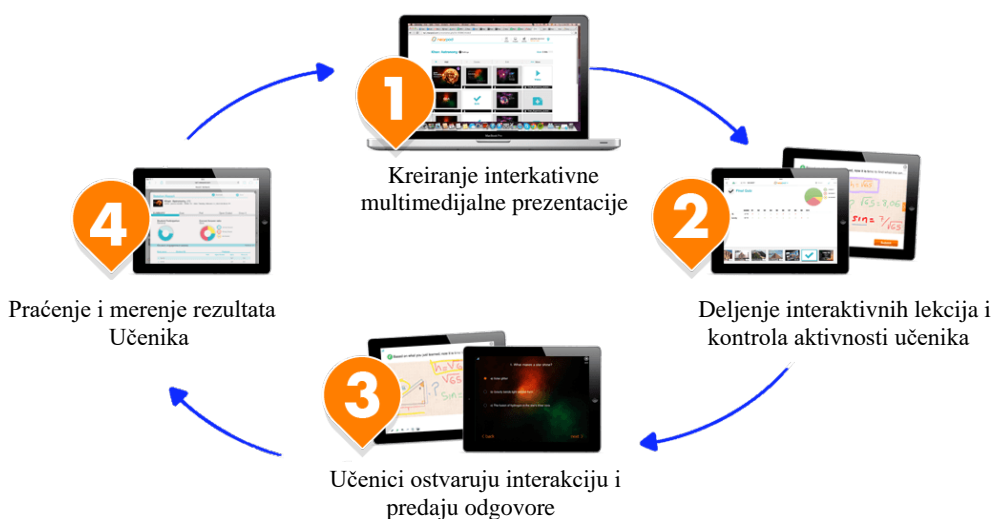 1
Kreiranje interkativne
multimedijalne prezentacije
2
Deljenje interaktivnih lekcija i
kontrola aktivnosti učenika
3
Učenici ostvaruju interakciju i
predaju odgovore
4
Praćenje i merenje rezultata
Učenika